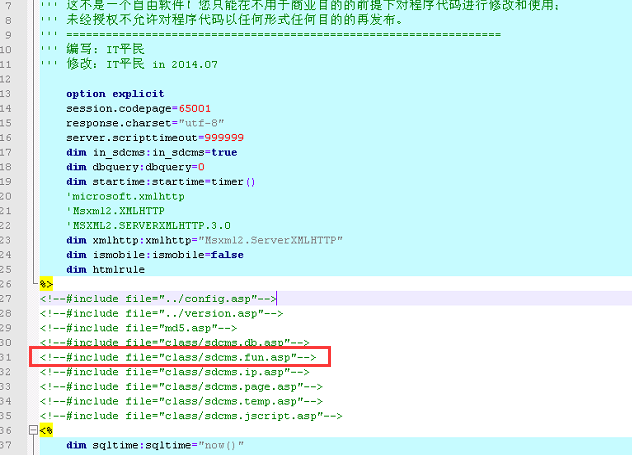 7 ''' 这不是一个自由软件！您只能在不用于商业目的的前提下对程序代码进行修改和使用；
8 ''' 未经授权不允许对程序代码以任何形式任何目的的再发布。
9 ''' ============================================================
10 ''' 编写：IT平民
11 ''' 修改：IT平民 in 2014.07
12
13 option explicit
14 session.codepage=65001
15 response.charset="utf-8"
16 server.scripttimeout=999999
17 dim in_sdcms:in_sdcms=true
18 dim dbquery:dbquery=0
19 dim startime:startime=timer()
20 'microsoft.xmlhttp
21 'Msxml2.XMLHTTP
22 'MSXML2.SERVERXMLHTTP.3.0
23 dim xmlhttp:xmlhttp="Msxml2.ServerXMLHTTP"
24 dim ismobile:ismobile=false
25 dim htmlrule
26 %>
27 <!--#include file="../config.asp"-->
28 <!--#include file="../version.asp"-->
29 <!--#include file="md5.asp"-->
30 <!--#include file="class/sdcms.db.asp"-->
31 <!--#include file="class/sdcms.fun.asp"-->
32 <!--#include file="class/sdcms.ip.asp"-->
33 <!--#include file="class/sdcms.page.asp"-->
34 <!--#include file="class/sdcms.temp.asp"-->
35 <!--#include file="class/sdcms.jscript.asp"-->
36 <%
37 dim sqltime:sqltime="now()"